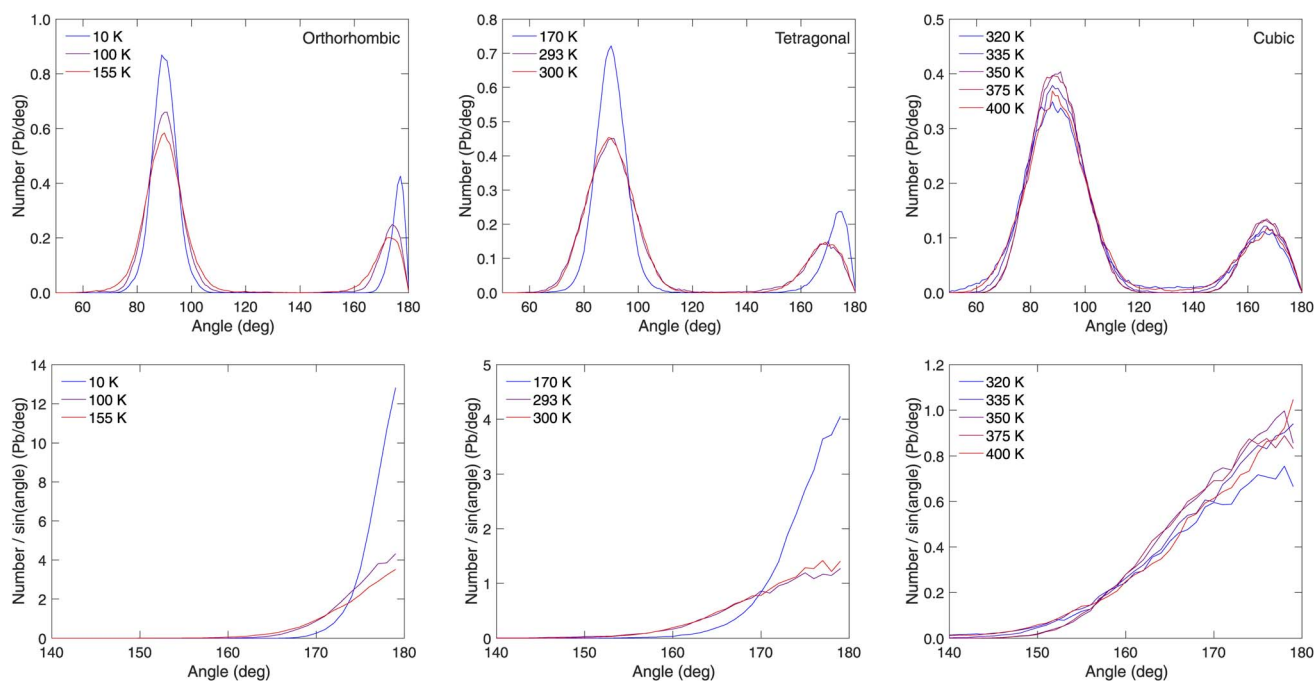 1.0
0.8
0.6
0.4
0.2
0.0
Number (Pb/deg)
10 K
100 K
155 K
Orthorhombic
60 80 100 120 140 160 180
Angle (deg)
0.8
0.7
0.6
0.5
0.4
0.3
0.2
0.1
0.0
Number (Pb/deg)
170 K
293 K
300 K
Tetragonal
60 80 100 120 140 160 180
Angle (deg)
0.5
0.4
0.3
0.2
0.1
0.0
Number (Pb/deg)
320 K
335 K
350 K
375 K
400 K
Cubic
60 80 100 120 140 160 180
Angle (deg)
14
12
10
8
6
4
2
0
Number / sin(angle) (Pb/deg)
10 K
100 K
155 K
140 150 160 170 180
Angle (deg)
5
4
3
2
1
0
Number / sin(angle) (Pb/deg)
170 K
293 K
300 K
140 150 160 170 180
Angle (deg)
1.2
1.0
0.8
0.6
0.4
0.2
0.0
Number / sin(angle) (Pb/deg)
320 K
335 K
350 K
375 K
400 K
140 150 160 170 180
Angle (deg)